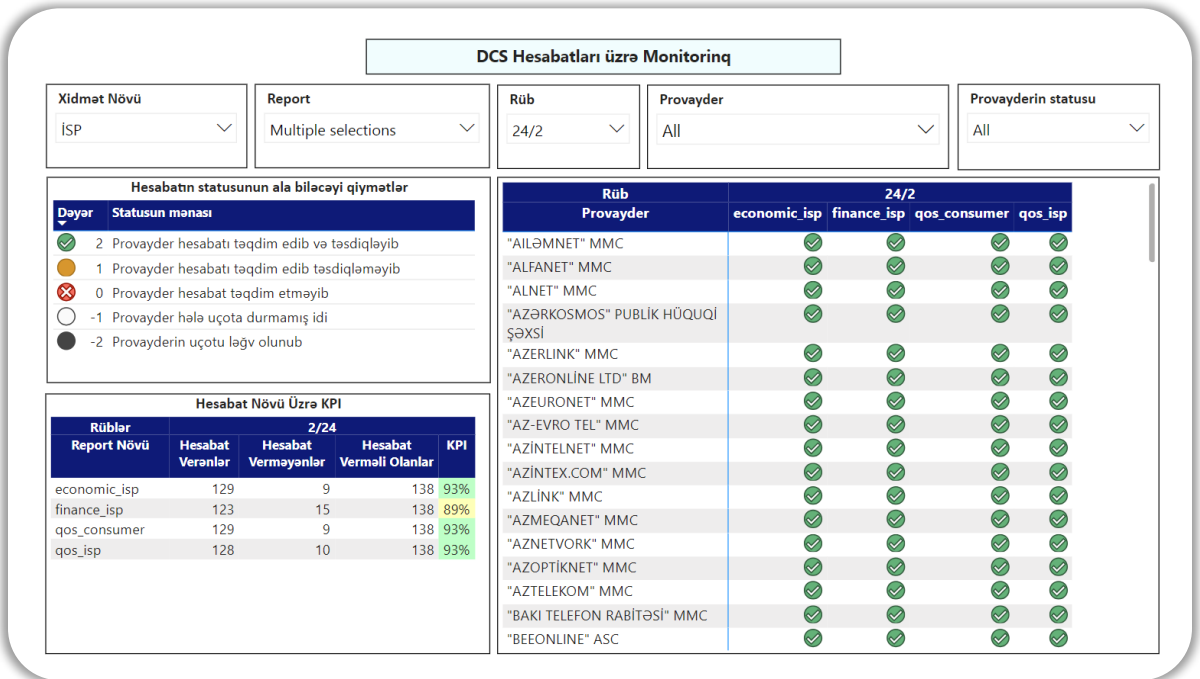 DCS Hesabatları üzrə Monitorinq
Xidmət Növü
İSP
Report
Multiple selections
Rüb
24/2
Provayder
All
Provayderin statusu
All
Hesabatın statusunun ala biləcəyi qiymətlər
Dəyər Statusun mənası
2 Provayder hesabatı təqdim edib və təsdiqləyib
1 Provayder hesabatı təqdim edib təsdiqləməyib
0 Provayder hesabat təqdim etməyib
-1 Provayder hələ uçota durmamış idi
-2 Provayderin uçotu ləğv olunub
Hesabat Növü Üzrə KPI
Rüblər 2/24
Report Növü Hesabat Verənlər Hesabat Verməyənlər Hesabat Verməli Olanlar KPI
economic_isp 129 9 138 93%
finance_isp 123 15 138 89%
qos_consumer 129 9 138 93%
qos_isp 128 10 138 93%
Rüb 24/2
Provayder economic_isp finance_isp qos_consumer qos_isp
"AILƏMNET" MMC
"ALFANET" MMC
"ALNET" MMC
"AZƏRKOSMOS" PUBLİK HÜQUQİ
ŞƏXSİ
"AZERLINK" MMC
"AZERONLİNE LTD" BM
"AZEURONET" MMC
"AZ-EVRO TEL" MMC
"AZİNTELNET" MMC
"AZİNTEX.COM" MMC
"AZLİNK" MMC
"AZMEQANET" MMC
"AZNETVORK" MMC
"AZOPTİKNET" MMC
"AZTELEKOM" MMC
"BAKI TELEFON RABİTƏSİ" MMC
"BEEONLINE" ASC